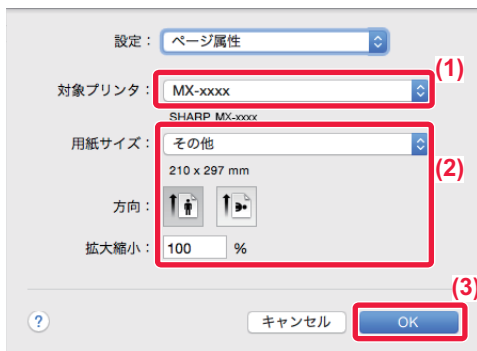 設定： ページ属性
(1)
対象プリンタ： MX-xxxx
SHARP MX-xxxx
用紙サイズ： その他
(2)
210 x 297 mm
方向：
拡大縮小： 100 %
(3)
? キャンセル OK